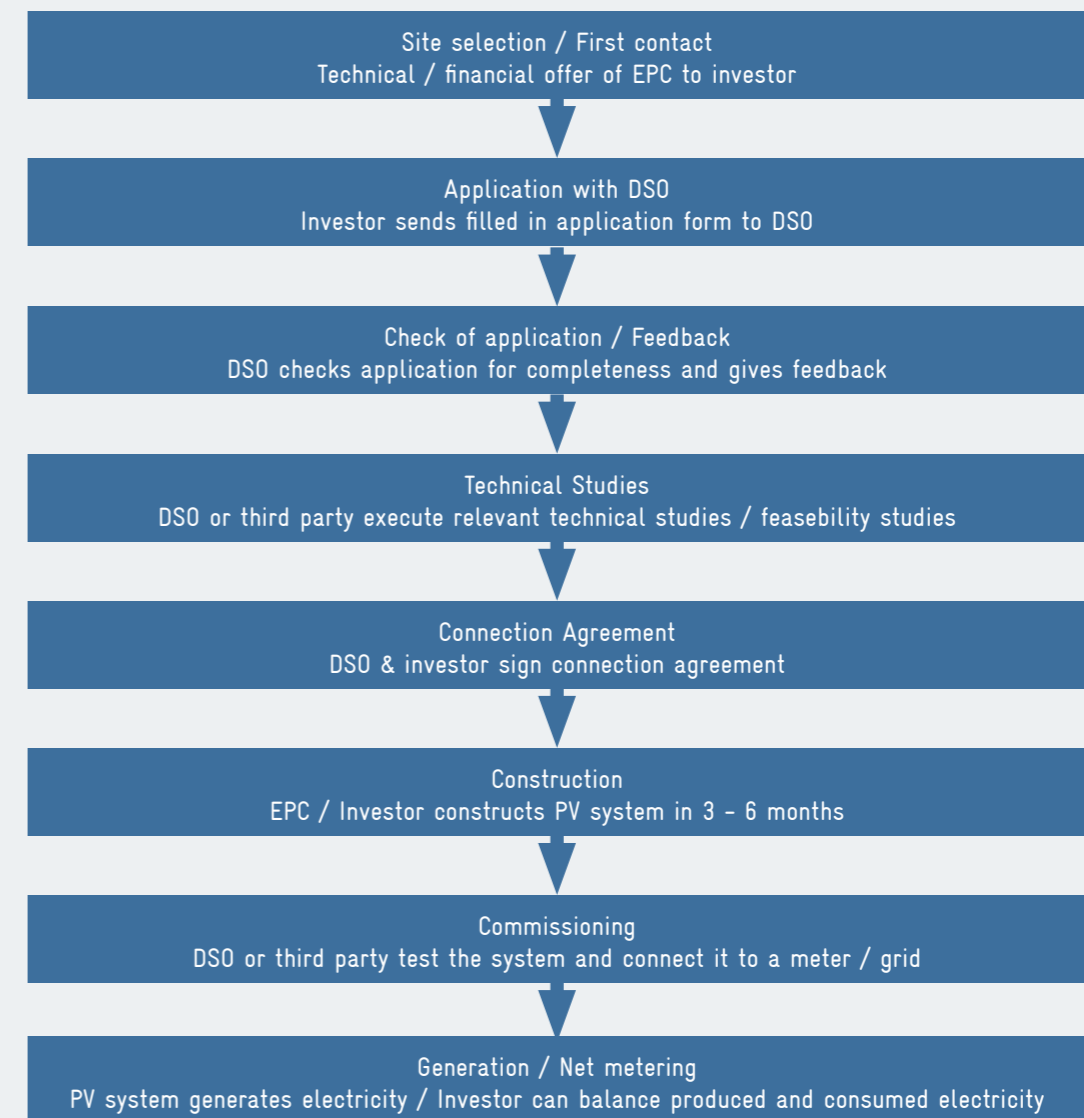 Site selection / First contact
Technical / financial offer of EPC to investor
Application with DSO
Investor sends filled in application form to DSO
Check of application / Feedback
DSO checks application for completeness and gives feedback
Technical Studies
DSO or third party execute relevant technical studies / feasebility studies
Connection Agreement
DSO & investor sign connection agreement
Construction
EPC / Investor constructs PV system in 3 - 6 months
Commissioning
DSO or third party test the system and connect it to a meter / grid
Generation / Net metering
PV system generates electricity / Investor can balance produced and consumed electricity